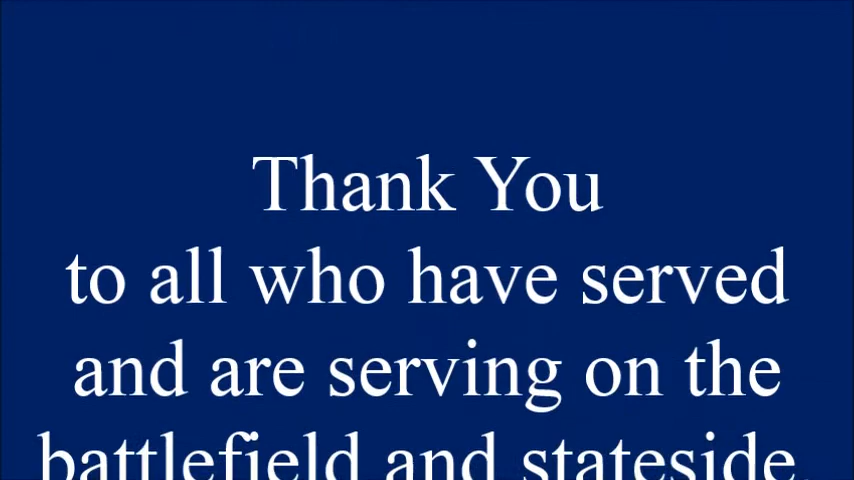 Thank You
to all who have served
and are serving on the
battlefield and stateside.